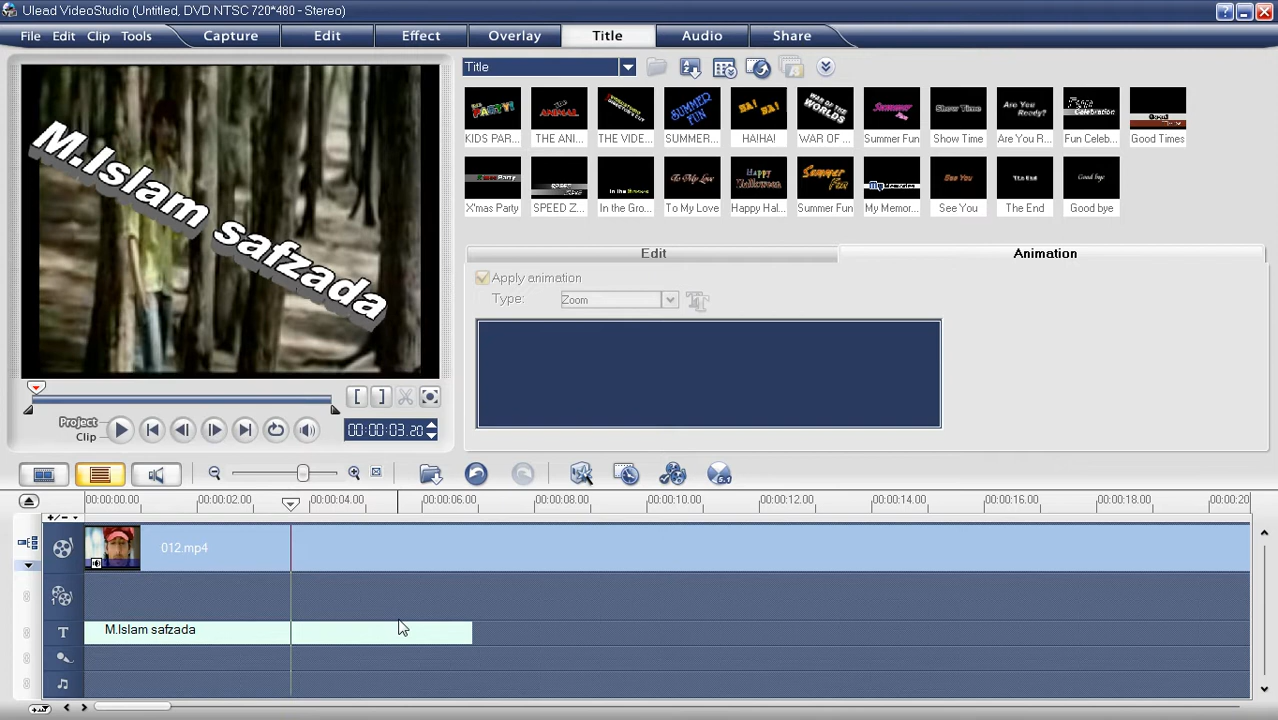 Ulead VideoStudio (Untitled, DVD NTSC 720*480 - Stereo)
File Edit Clip Tools Capture Edit Effect Overlay Title Audio Share
M.Islam safzada
Title
KIDS PAR... THE ANI... THE VIDE... SUMMER... HA!HA! WAR OF ... Summer Fun Show Time Are You R... Fun Celeb... Good Times
X'mas Party SPEED Z... In the Gro... To My Love Happy Hal... Summer Fun My Memor... See You The End Good bye
Edit Animation
Apply animation
Type: Zoom
Project
Clip
00:00:03.20
00:00:00.00 00:00:02.00 00:00:04.00 00:00:06.00 00:00:08.00 00:00:10.00 00:00:12.00 00:00:14.00 00:00:16.00 00:00:18.00 00:00:20
012.mp4
M.Islam safzada